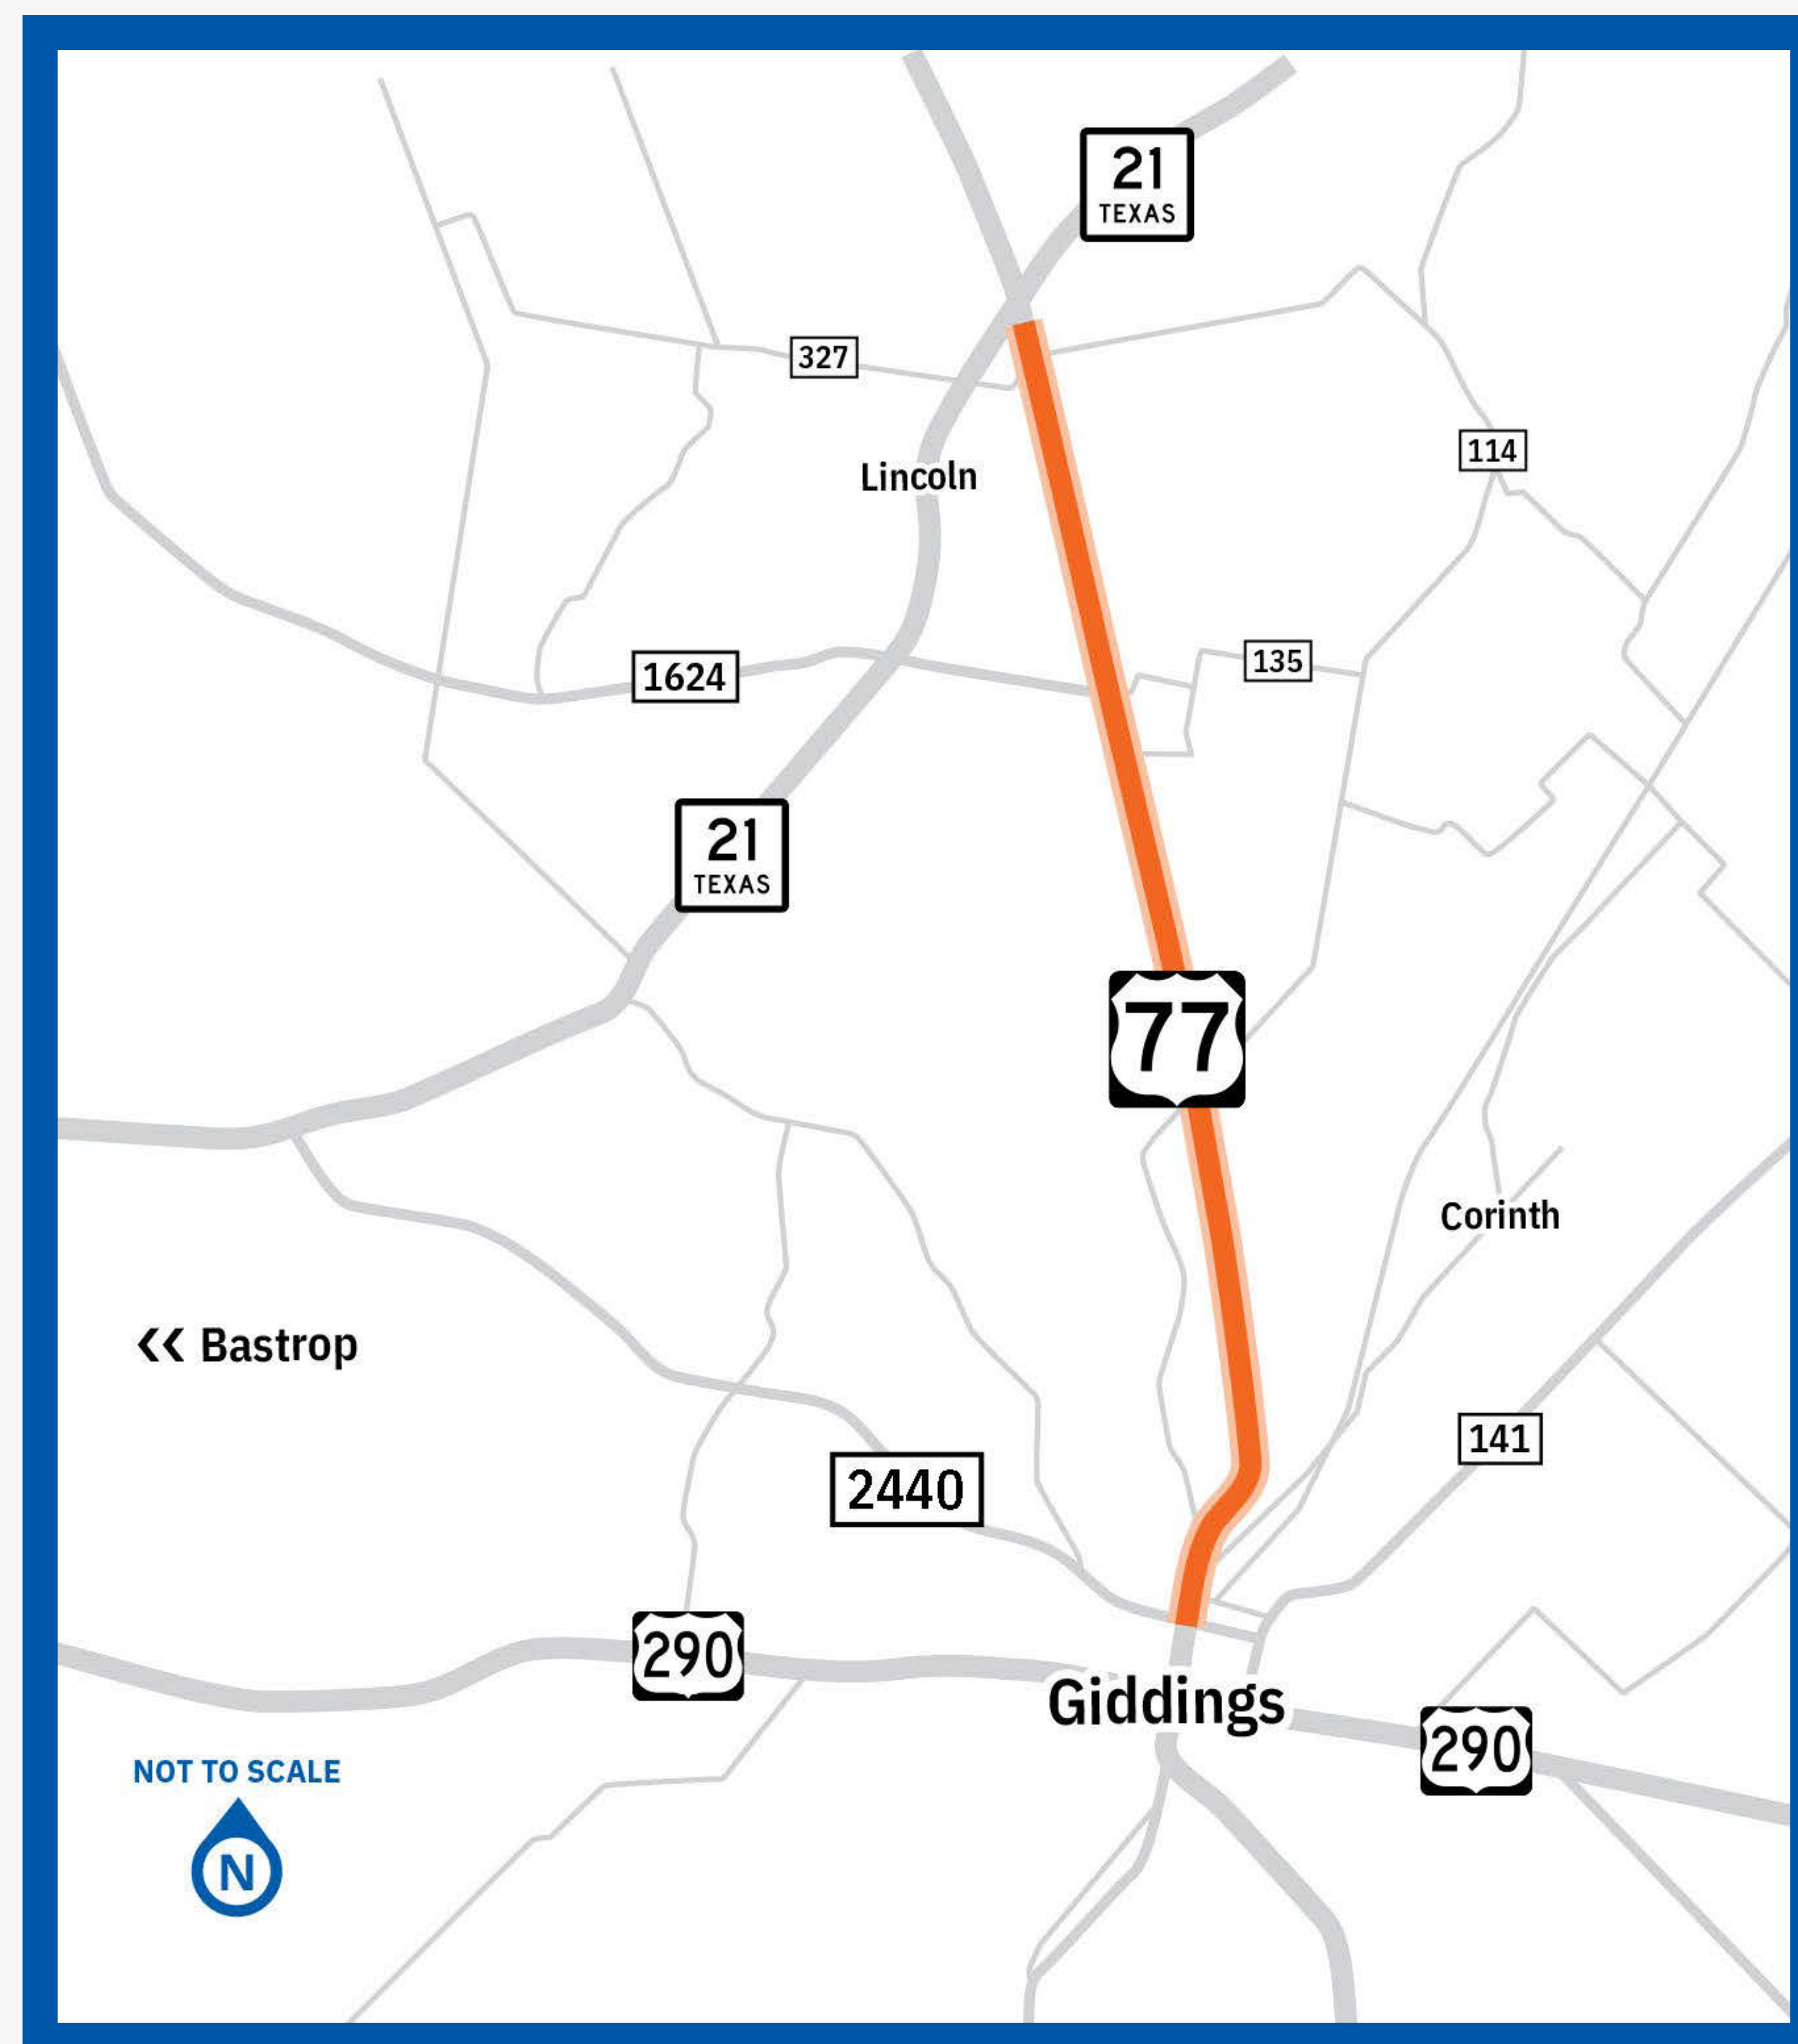 21
TEXAS
327
114
Lincoln
135
1624
21
TEXAS
77
Corinth
Bastrop
141
2440
290
Giddings
290
NOT TO SCALE
N